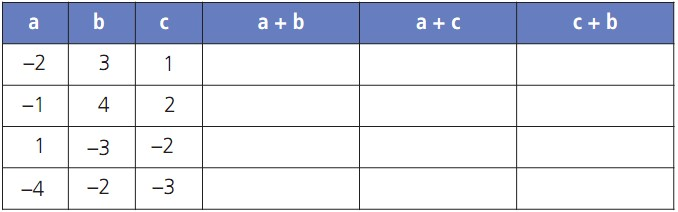 a b c a + b a + c c + b
–2 3 1
–1 4 2
1 –3 –2
–4 –2 –3